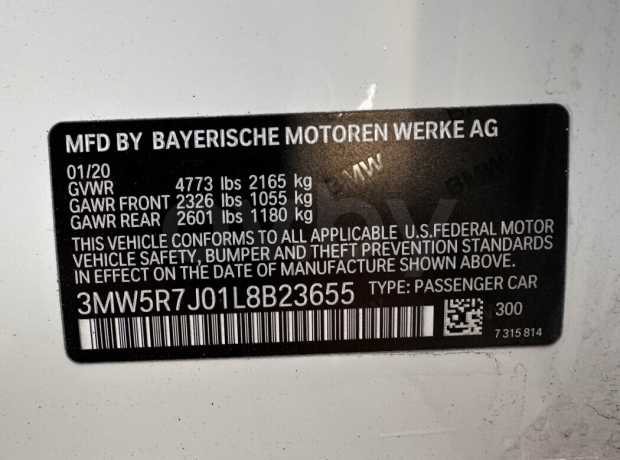 MFD BY BAYERISCHE MOTOREN WERKE AG
01/20
GVWR 4773 lbs 2165 kg
GAWR FRONT 2326 lbs 1055 kg
GAWR REAR 2601 lbs 1180 kg
BMW BMW
THIS VEHICLE CONFORMS TO ALL APPLICABLE U.S.FEDERAL MOTOR
VEHICLE SAFETY, BUMPER AND THEFT PREVENTION STANDARDS
IN EFFECT ON THE DATE OF MANUFACTURE SHOWN ABOVE.
3MW5R7J01L8B23655 TYPE: PASSENGER CAR
300
7 315 814